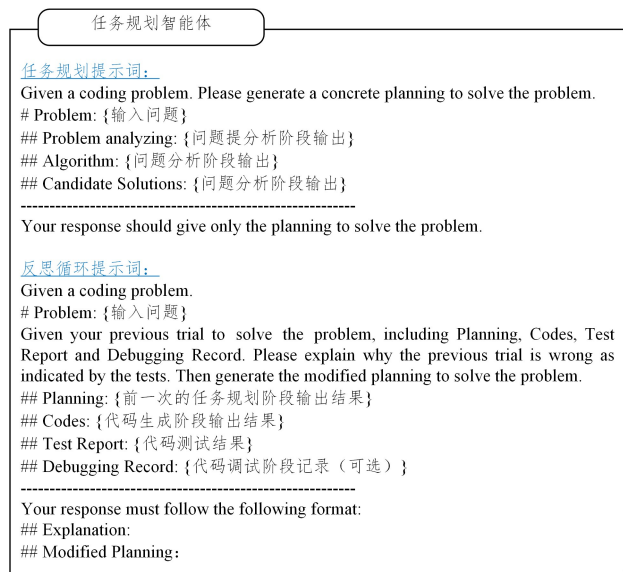 任务规划智能体
任务规划提示词：
Given a coding problem. Please generate a concrete planning to solve the problem.
# Problem: {输入问题}
## Problem analyzing: {问题提分析阶段输出}
## Algorithm: {问题分析阶段输出}
## Candidate Solutions: {问题分析阶段输出}
----------------------------------------------------------
Your response should give only the planning to solve the problem.
反思循环提示词：
Given a coding problem.
# Problem: {输入问题}
Given your previous trial to solve the problem, including Planning, Codes, Test
Report and Debugging Record. Please explain why the previous trial is wrong as
indicated by the tests. Then generate the modified planning to solve the problem.
## Planning: {前一次的任务规划阶段输出结果}
## Codes: {代码生成阶段输出结果}
## Test Report: {代码测试结果}
## Debugging Record: {代码调试阶段记录（可选）}
----------------------------------------------------------
Your response must follow the following format:
## Explanation:
## Modified Planning：